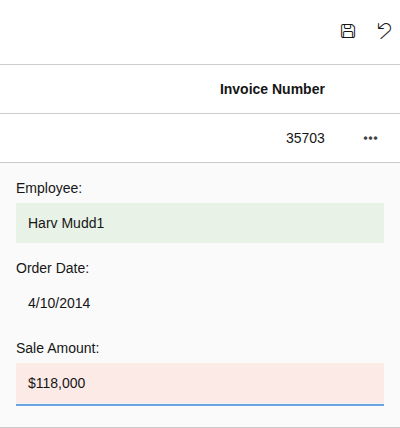 Invoice Number
35703
Employee:
Harv Mudd1
Order Date:
4/10/2014
Sale Amount:
$118,000